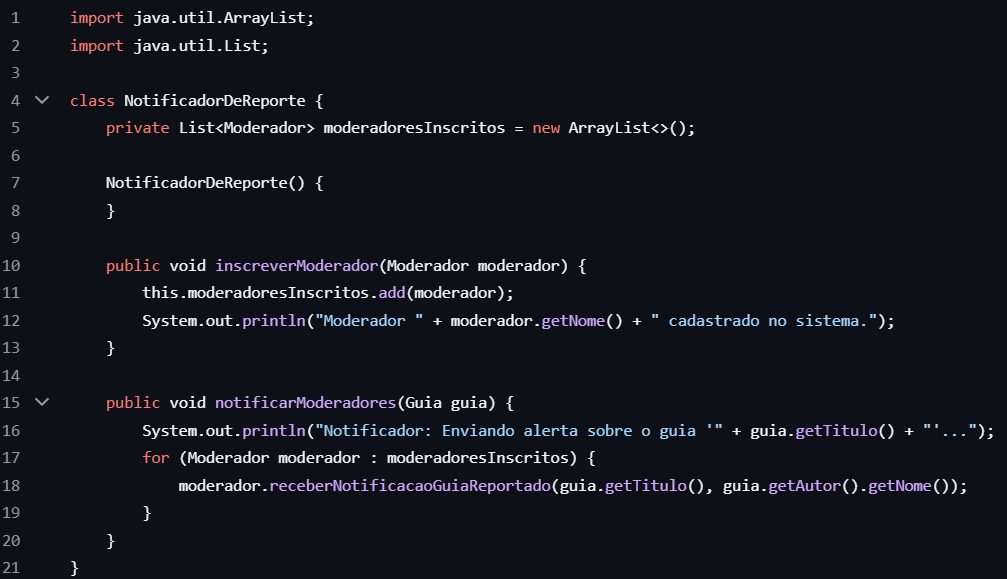 1 import java.util.ArrayList;
2 import java.util.List;
3
4 class NotificadorDeReporte {
5 private List<Moderador> moderadoresInscritos = new ArrayList<>();
6
7 NotificadorDeReporte() {
8 }
9
10 public void inscreverModerador(Moderador moderador) {
11 this.moderadoresInscritos.add(moderador);
12 System.out.println("Moderador " + moderador.getNome() + " cadastrado no sistema.");
13 }
14
15 public void notificarModeradores(Guia guia) {
16 System.out.println("Notificador: Enviando alerta sobre o guia '" + guia.getTitulo() + "'...");
17 for (Moderador moderador : moderadoresInscritos) {
18 moderador.receberNotificacaoGuiaReportado(guia.getTitulo(), guia.getAutor().getNome());
19 }
20 }
21 }